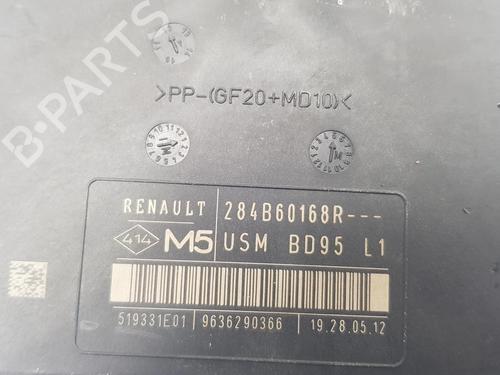 B-PARTS
>PP-(GF20+MD10)<
RENAULT 284B60168R---
414 M5 USM BD95 L1
519331E01 9636290366 19.28.05.12